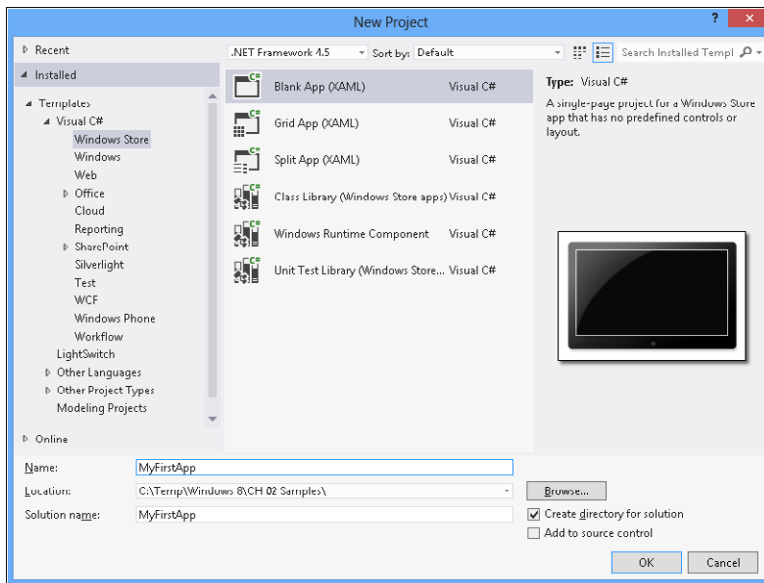 New Project
?
Recent
Installed
Templates
Visual C#
Windows Store
Windows
Web
Office
Cloud
Reporting
SharePoint
Silverlight
Test
WCF
Windows Phone
Workflow
LightSwitch
Other Languages
Other Project Types
Modeling Projects
Online
.NET Framework 4.5
Sort by: Default
Search Installed Templ
Blank App (XAML) Visual C#
Grid App (XAML) Visual C#
Split App (XAML) Visual C#
Class Library (Windows Store apps) Visual C#
Windows Runtime Component Visual C#
Unit Test Library (Windows Store... Visual C#
Type: Visual C#
A single-page project for a Windows Store
app that has no predefined controls or
layout.
Name: MyFirstApp
Location: C:\Temp\Windows 8\CH 02 Samples\
Browse...
Solution name: MyFirstApp
Create directory for solution
Add to source control
OK
Cancel